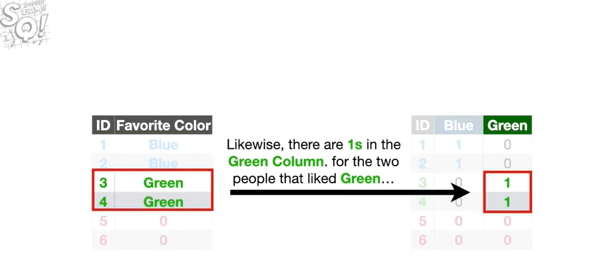 SQ!
ID Favorite Color
1 Blue
2 Blue
3 Green
4 Green
5 0
6 0
Likewise, there are 1s in the
Green Column. for the two
people that liked Green…
ID Blue Green
1 1 0
2 1 0
3 0 1
4 0 1
5 0 0
6 0 0